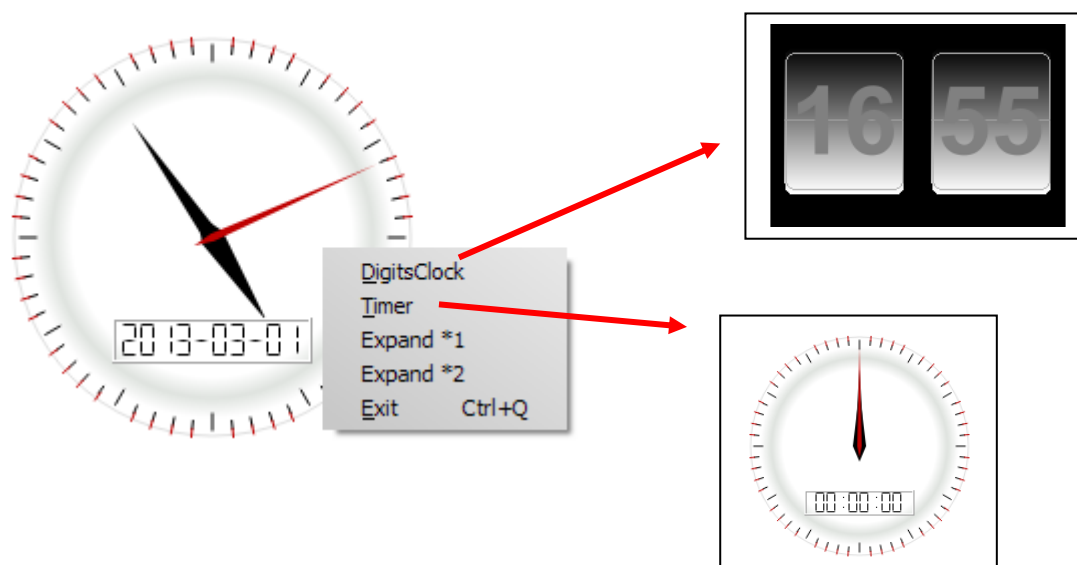 2013-03-01
DigitsClock
Timer
Expand *1
Expand *2
Exit Ctrl+Q
16 55
00:00:00